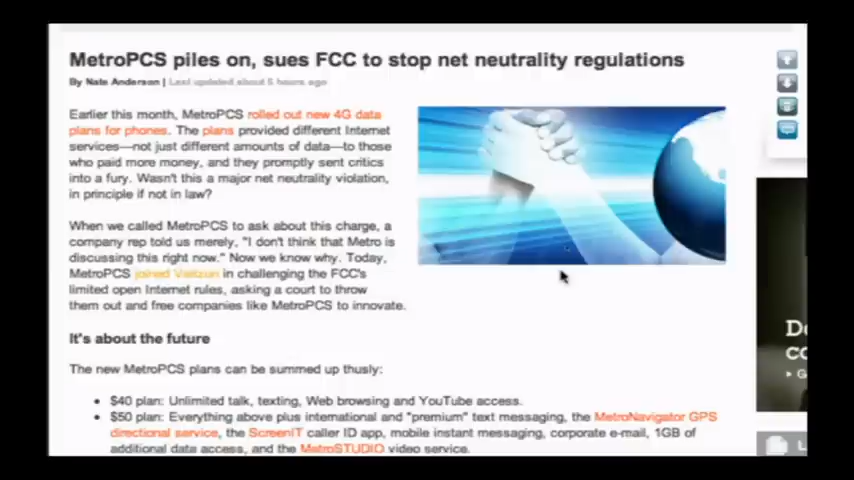 MetroPCS piles on, sues FCC to stop net neutrality regulations
By Nate Anderson | Last updated about 5 hours ago
Earlier this month, MetroPCS rolled out new 4G data
plans for phones. The plans provided different Internet
services—not just different amounts of data—to those
who paid more money, and they promptly sent critics
into a fury. Wasn't this a major net neutrality violation,
in principle if not in law?
When we called MetroPCS to ask about this charge, a
company rep told us merely, "I don't think that Metro is
discussing this right now." Now we know why. Today,
MetroPCS joined Verizon in challenging the FCC's
limited open Internet rules, asking a court to throw
them out and free companies like MetroPCS to innovate.
It's about the future
The new MetroPCS plans can be summed up thusly:
• $40 plan: Unlimited talk, texting, Web browsing and YouTube access.
• $50 plan: Everything above plus international and "premium" text messaging, the MetroNavigator GPS
directional service, the ScreenIT caller ID app, mobile instant messaging, corporate e-mail, 1GB of
additional data access, and the MetroSTUDIO video service.